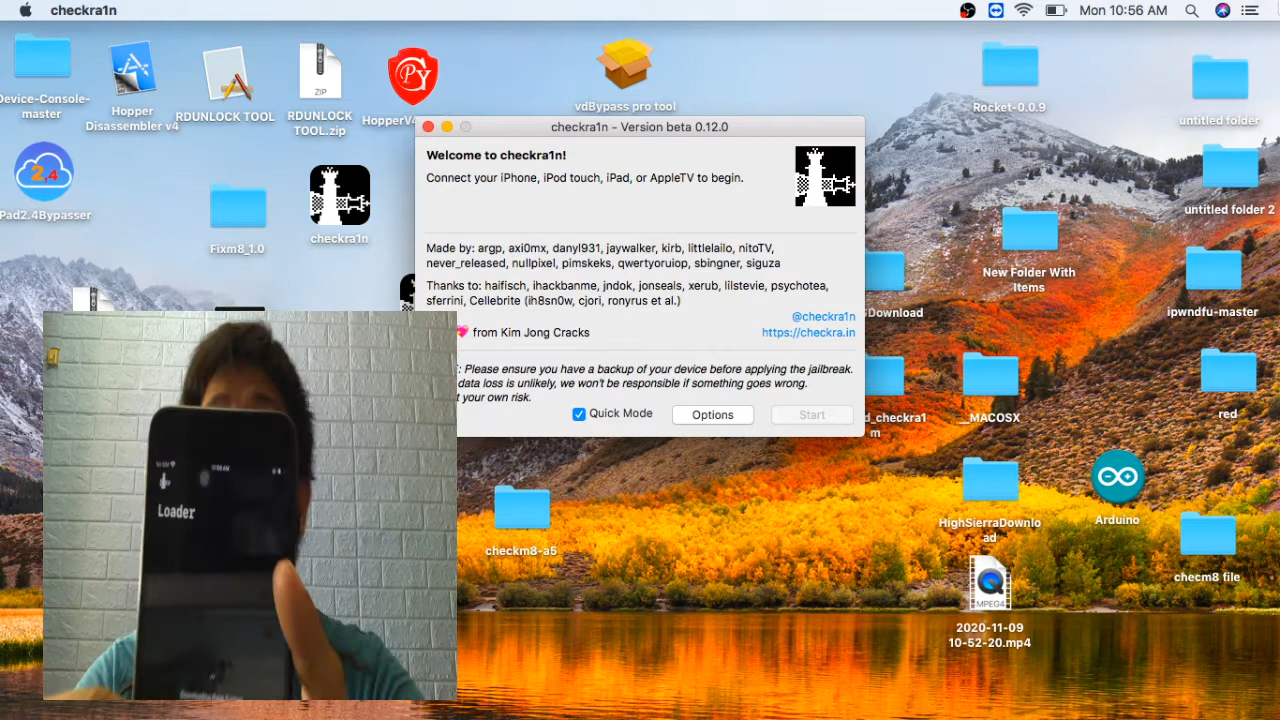 checkra1n
Mon 10:56 AM
Device-Console-
master
Hopper
Disassembler v4
RDUNLOCK TOOL
ZIP
RDUNLOCK
TOOL.zip
HopperV4
vdBypass pro tool
Rocket-0.0.9
untitled folder
2,4
Pad2.4Bypasser
Fixm8_1.0
checkra1n
checkra1n - Version beta 0.12.0
Welcome to checkra1n!
Connect your iPhone, iPod touch, iPad, or AppleTV to begin.
Made by: argp, axi0mx, danyl931, jaywalker, kirb, littlelailo, nitoTV,
never_released, nullpixel, pimskeks, qwertyoruiop, sbingner, siguza
Thanks to: haifisch, ihackbanme, jndok, jonseals, xerub, lilstevie, psychotea,
sferrini, Cellebrite (ih8sn0w, cjori, ronyrus et al.)
@checkra1n
from Kim Jong Cracks
https://checkra.in
: Please ensure you have a backup of your device before applying the jailbreak.
data loss is unlikely, we won't be responsible if something goes wrong.
t your own risk.
Quick Mode
Options
Start
untitled folder 2
New Folder With
Items
Download
ipwndfu-master
d_checkra1
m
__MACOSX
red
checkm8-a5
HighSierraDownlo
ad
Arduino
checm8 file
MPEG4
2020-11-09
10-52-20.mp4
No SIM
10:56 AM
Loader